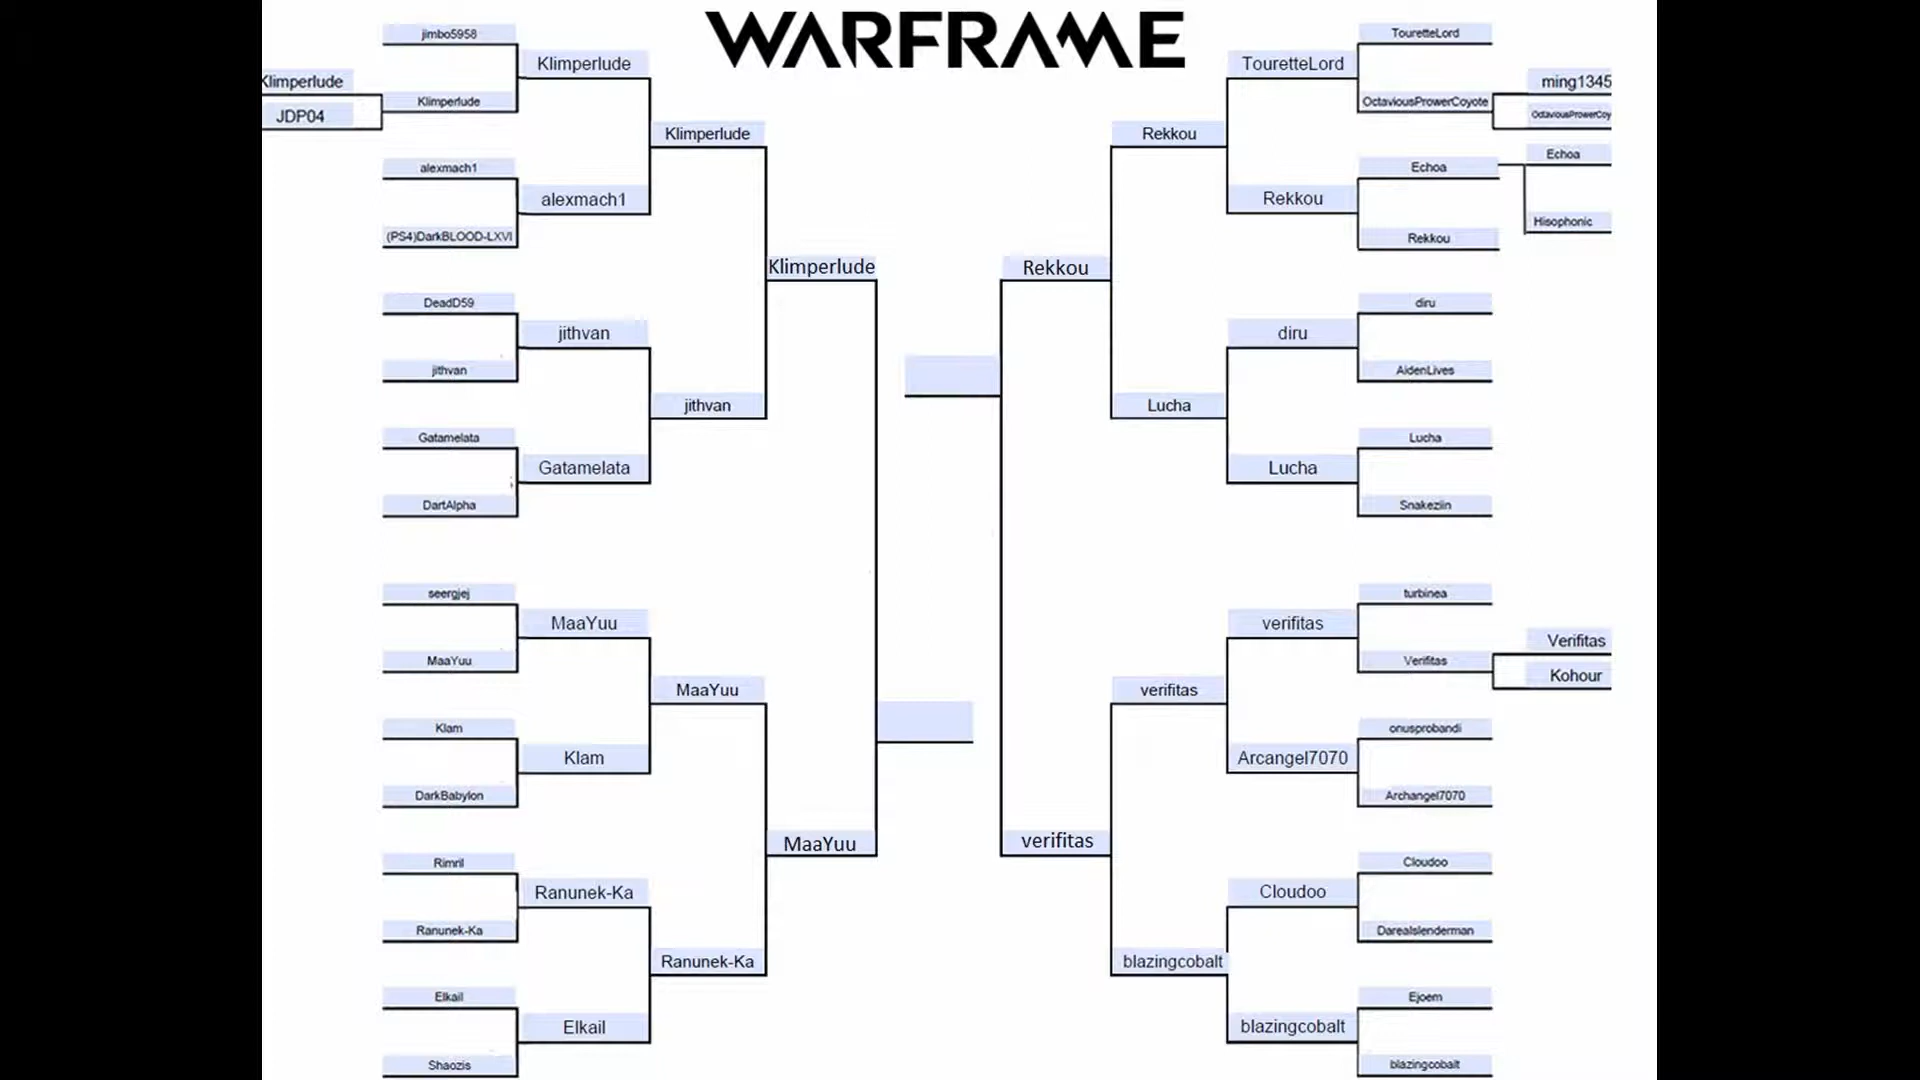 WARFRAME
jimbo5958
Klimperlude
Klimperlude
JDP04
Klimperlude
Klimperlude
alexmach1
alexmach1
(PS4)DarkBLOOD-LXVI
Klimperlude
DeadD59
jithvan
jithvan
jithvan
Gatamelata
Gatamelata
DartAlpha
seergjej
MaaYuu
MaaYuu
MaaYuu
Klam
Klam
DarkBabylon
MaaYuu
Rimril
Ranunek-Ka
Ranunek-Ka
Ranunek-Ka
Elkail
Elkail
Shaozis
TouretteLord
TouretteLord
ming1345
OctaviousProwerCoyote
OctaviousProwerCoy
Rekkou
Echoa
Echoa
Rekkou
Hisophonic
Rekkou
Rekkou
diru
diru
AidenLives
Lucha
Lucha
Lucha
Snakeziin
turbinea
verifitas
Verifitas
Verifitas
Kohour
verifitas
onusprobandi
Arcangel7070
Archangel7070
verifitas
Cloudoo
Cloudoo
Darealslenderman
blazingcobalt
Ejoem
blazingcobalt
blazingcobalt